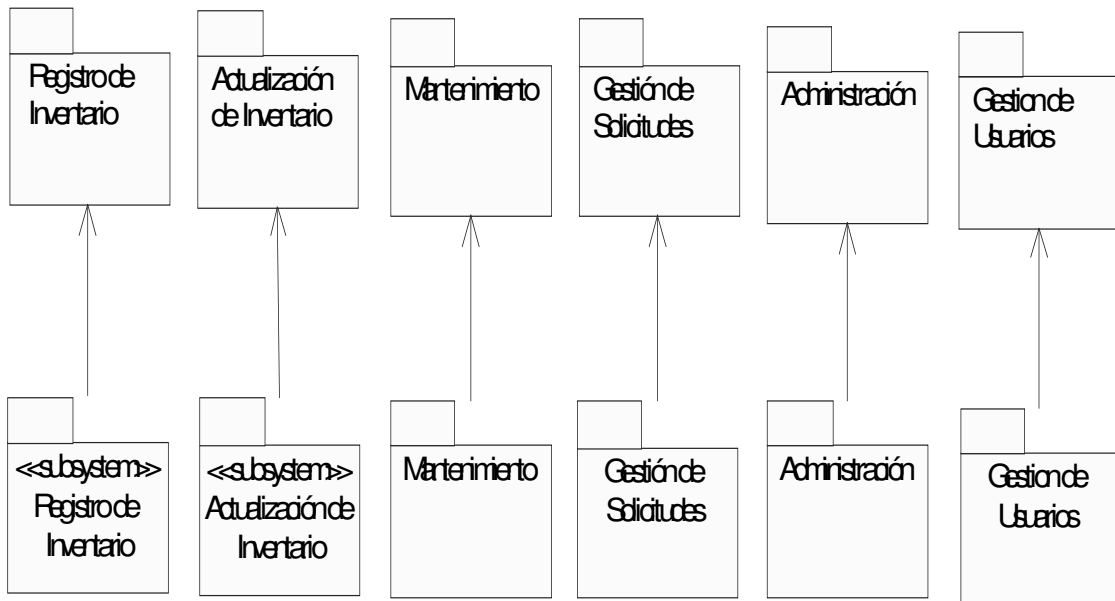 Registro de
Inventario
Actualización
de Inventario
Mantenimiento
Gestión de
Solicitudes
Administración
Gestion de
Usuarios
<<subsystem>>
Registro de
Inventario
<<subsystem>>
Actualización de
Inventario
Mantenimiento
Gestión de
Solicitudes
Administración
Gestion de
Usuarios